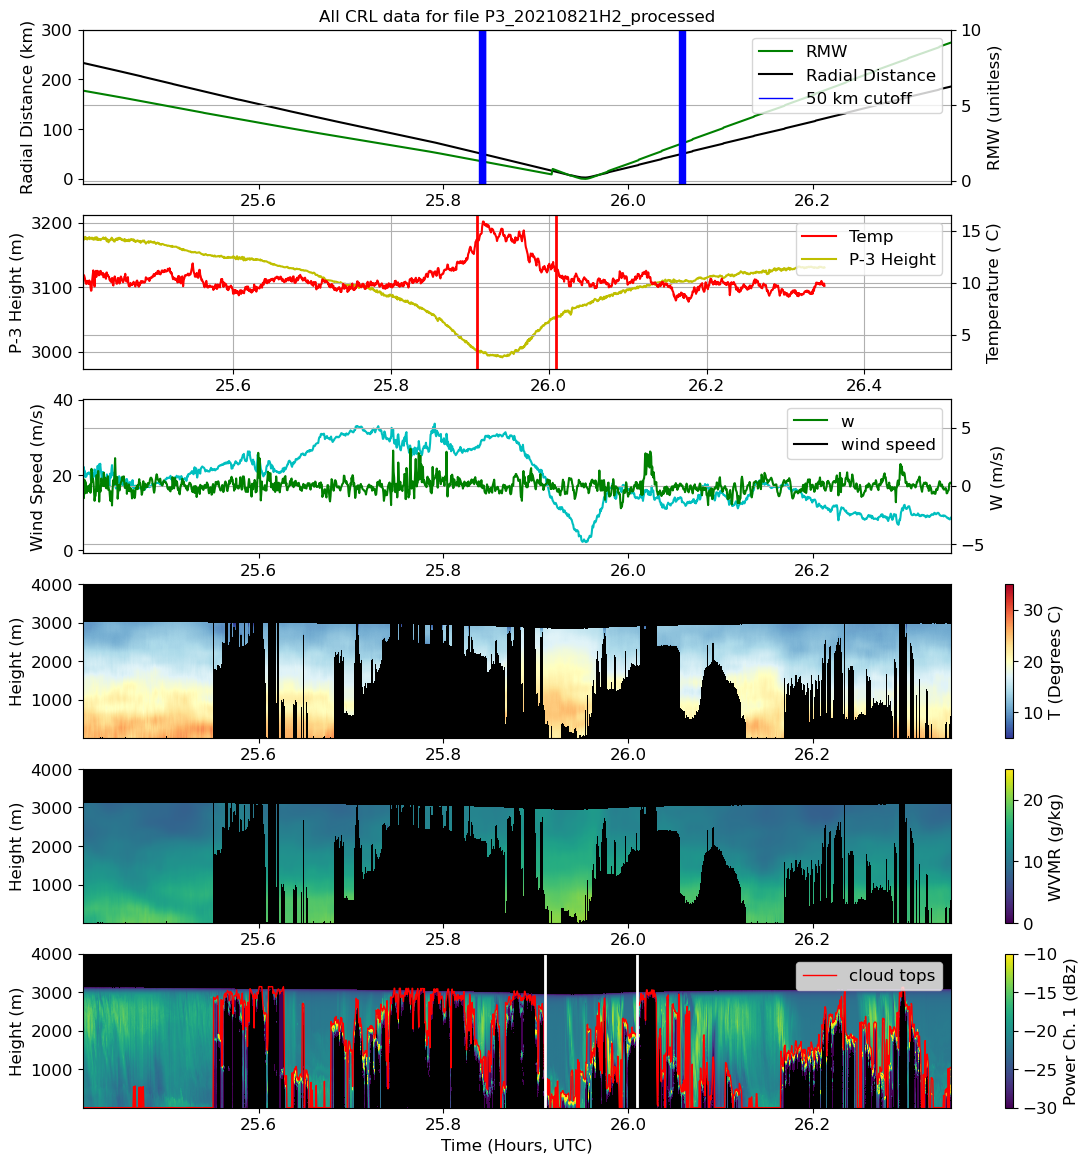 All CRL data for file P3_20210821H2_processed
Radial Distance (km)
300
200
100
0
RMW
Radial Distance
50 km cutoff
10
5
0
RMW (unitless)
25.6 25.8 26.0 26.2
P-3 Height (m)
3200
3100
3000
Temp
P-3 Height
15
10
5
Temperature ( C)
25.6 25.8 26.0 26.2 26.4
Wind Speed (m/s)
40
20
0
w
wind speed
5
0
−5
W (m/s)
25.6 25.8 26.0 26.2
Height (m)
4000
3000
2000
1000
30
20
10
T (Degrees C)
25.6 25.8 26.0 26.2
Height (m)
4000
3000
2000
1000
20
10
0
WVMR (g/kg)
25.6 25.8 26.0 26.2
Height (m)
4000
3000
2000
1000
cloud tops
−10
−15
−20
−25
−30
Power Ch. 1 (dBz)
25.6 25.8 26.0 26.2
Time (Hours, UTC)